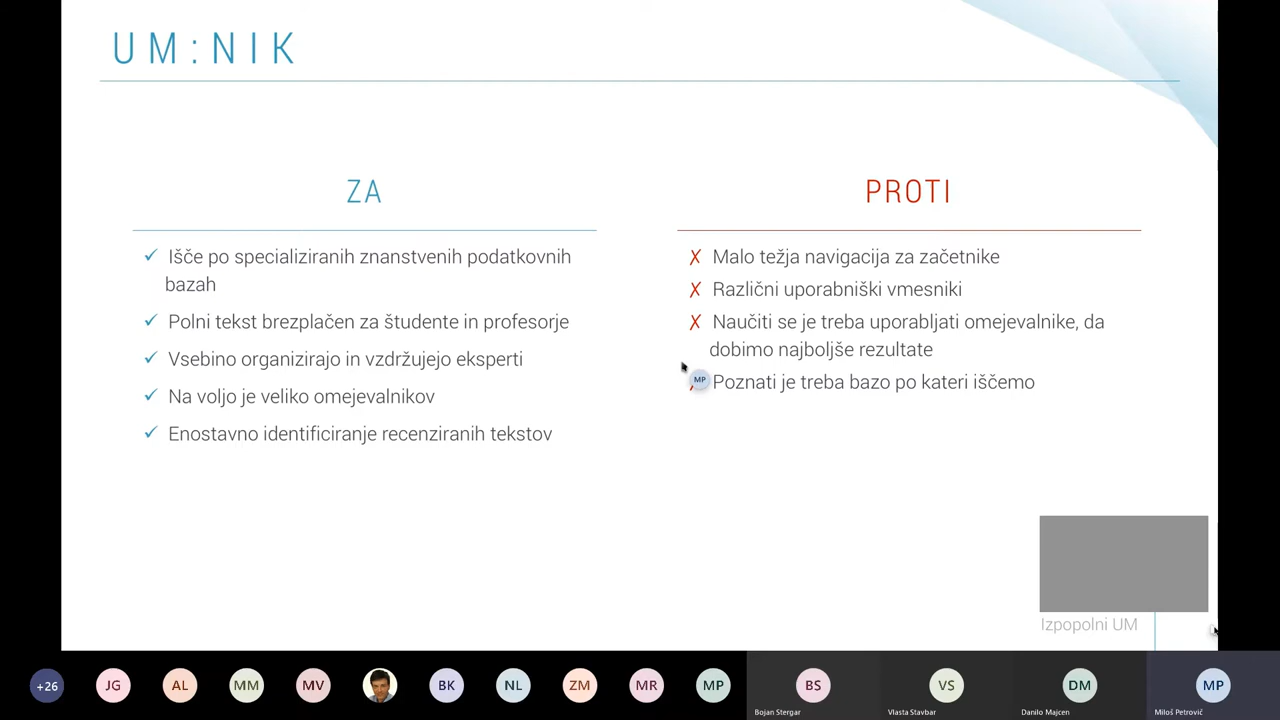 UM:NIK
ZA
✓ Išče po specializiranih znanstvenih podatkovnih
bazah
✓ Polni tekst brezplačen za študente in profesorje
✓ Vsebino organizirajo in vzdržujejo eksperti
✓ Na voljo je veliko omejevalnikov
✓ Enostavno identificiranje recenziranih tekstov
PROTI
✗ Malo težja navigacija za začetnike
✗ Različni uporabniški vmesniki
✗ Naučiti se je treba uporabljati omejevalnike, da
dobimo najboljše rezultate
MP Poznati je treba bazo po kateri iščemo
Izpopolni UM
+26 JG AL MM MV BK NL ZM MR MP BS VS DM MP
Bojan Stergar Vlasta Stavbar Danilo Majcen Miloš Petrovič